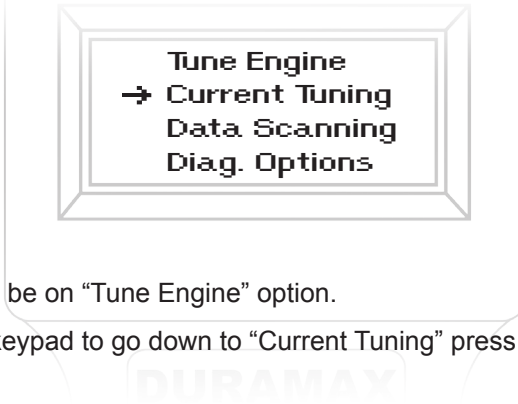 Tune Engine
→ Current Tuning
Data Scanning
Diag. Options
be on “Tune Engine” option.
keypad to go down to “Current Tuning” press
DURAMAX